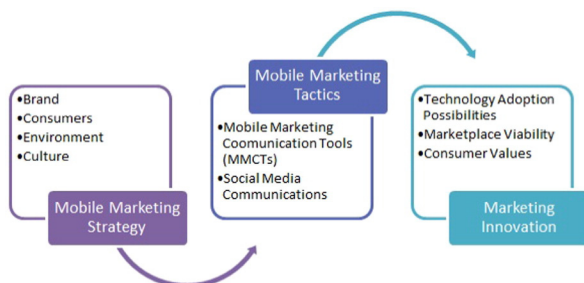 •Brand
•Consumers
•Environment
•Culture
Mobile Marketing
Strategy
Mobile Marketing
Tactics
•Mobile Marketing
Coomunication Tools
(MMCTs)
•Social Media
Communications
•Technology Adoption
Possibilities
•Marketplace Viability
•Consumer Values
Marketing
Innovation